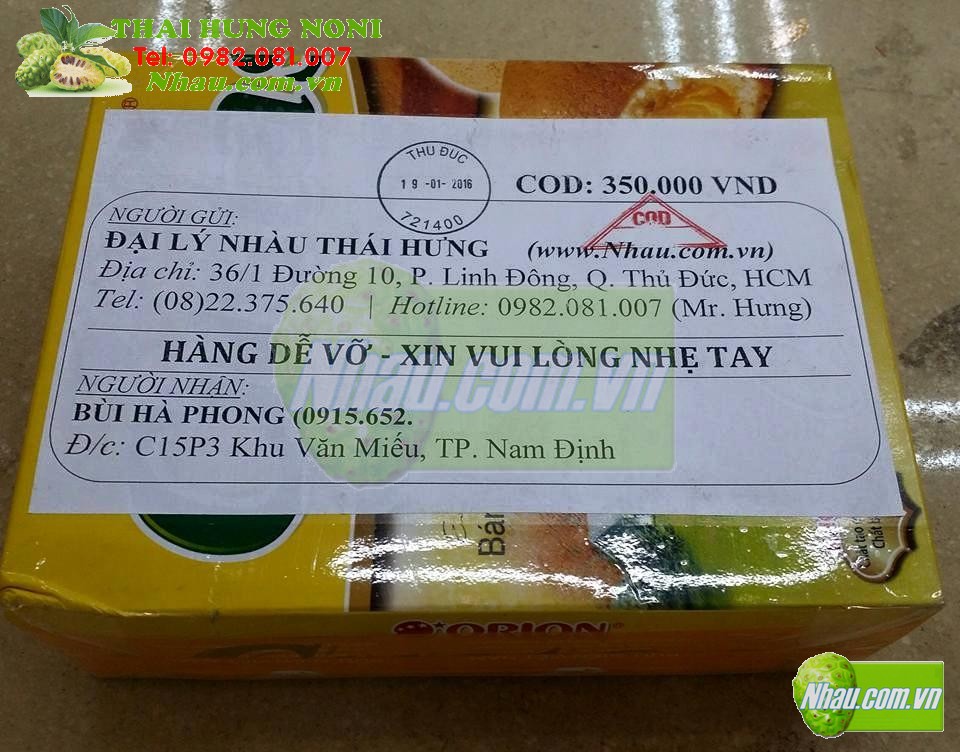 THAI HUNG NONI
Tel: 0982.081.007
Nhau.com.vn
THU ĐUC
19-01-2016
721400
COD: 350.000 VND
COD
NGƯỜI GỬI:
ĐẠI LÝ NHÀU THÁI HƯNG (www.Nhau.com.vn)
Địa chỉ: 36/1 Đường 10, P. Linh Đông, Q. Thủ Đức, HCM
Tel: (08)22.375.640 | Hotline: 0982.081.007 (Mr. Hưng)
HÀNG DỄ VỠ - XIN VUI LÒNG NHẸ TAY
Nhau.com.vn
NGƯỜI NHẬN:
BÙI HÀ PHONG (0915.652.
Đ/c: C15P3 Khu Văn Miếu, TP. Nam Định
ORION
Nhau.com.vn